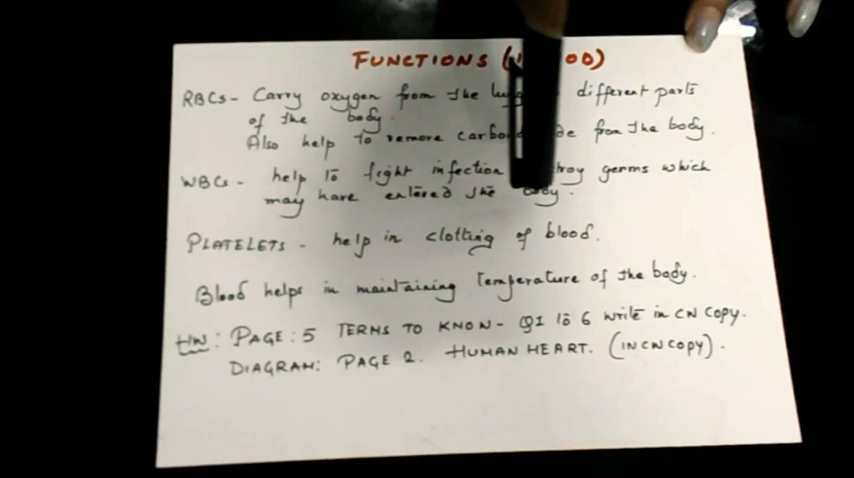 FUNCTIONS
RBCs - Carry oxygen from the different parts
of the body.
Also help to remove from the body.
WBCs - help to fight infection germs which
may have entered the body.
PLATELETS - help in clotting of blood.
Blood helps in maintaining Temperature of the body.
HW: PAGE: 5 TERMS TO KNOW - Q1 to 6 write in CW COPY.
DIAGRAM: PAGE 2. HUMAN HEART. (IN CW COPY).